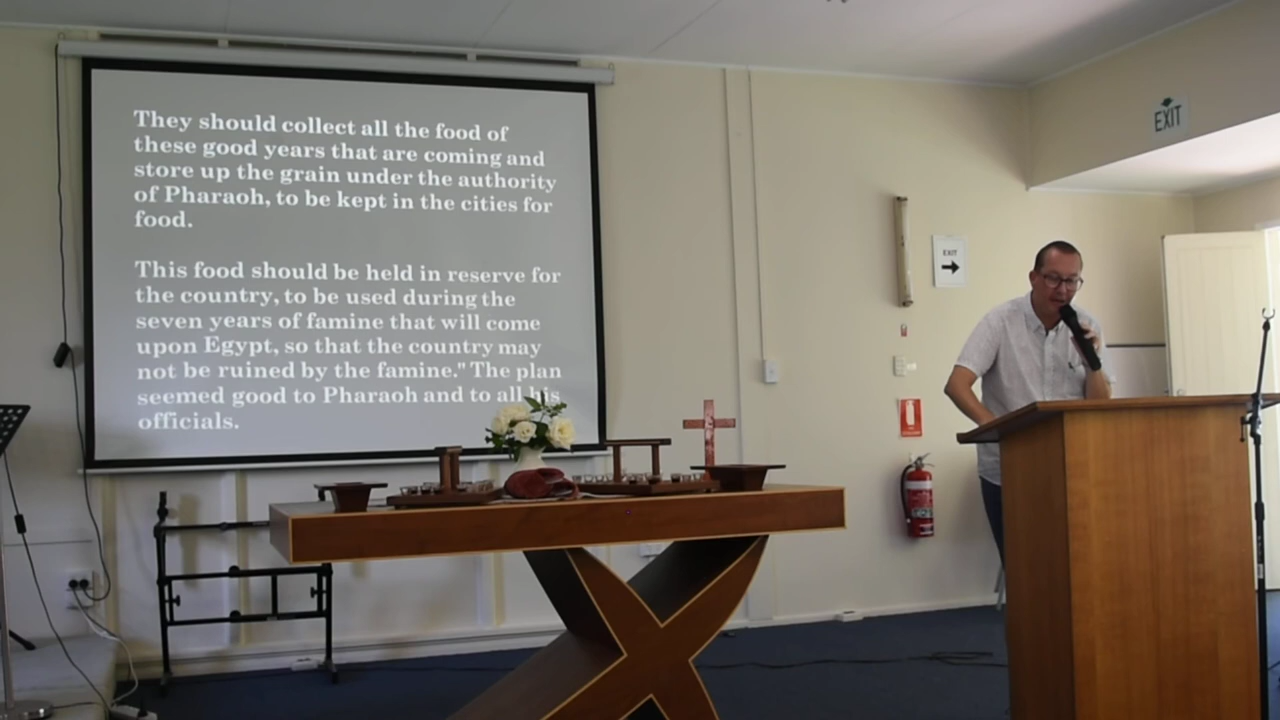 They should collect all the food of
these good years that are coming and
store up the grain under the authority
of Pharaoh, to be kept in the cities for
food.
This food should be held in reserve for
the country, to be used during the
seven years of famine that will come
upon Egypt, so that the country may
not be ruined by the famine." The plan
seemed good to Pharaoh and to all his
officials.
EXIT
EXIT